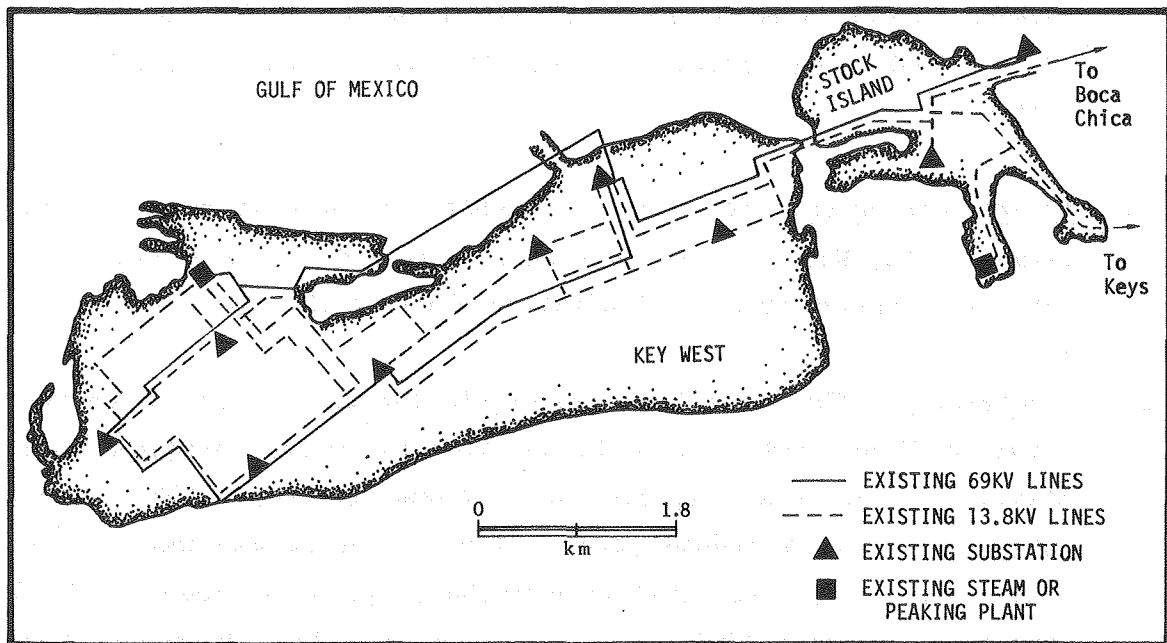 GULF OF MEXICO
STOCK
ISLAND
To
Boca
Chica
To
Keys
KEY WEST
0 1.8
km
EXISTING 69KV LINES
EXISTING 13.8KV LINES
EXISTING SUBSTATION
EXISTING STEAM OR
PEAKING PLANT